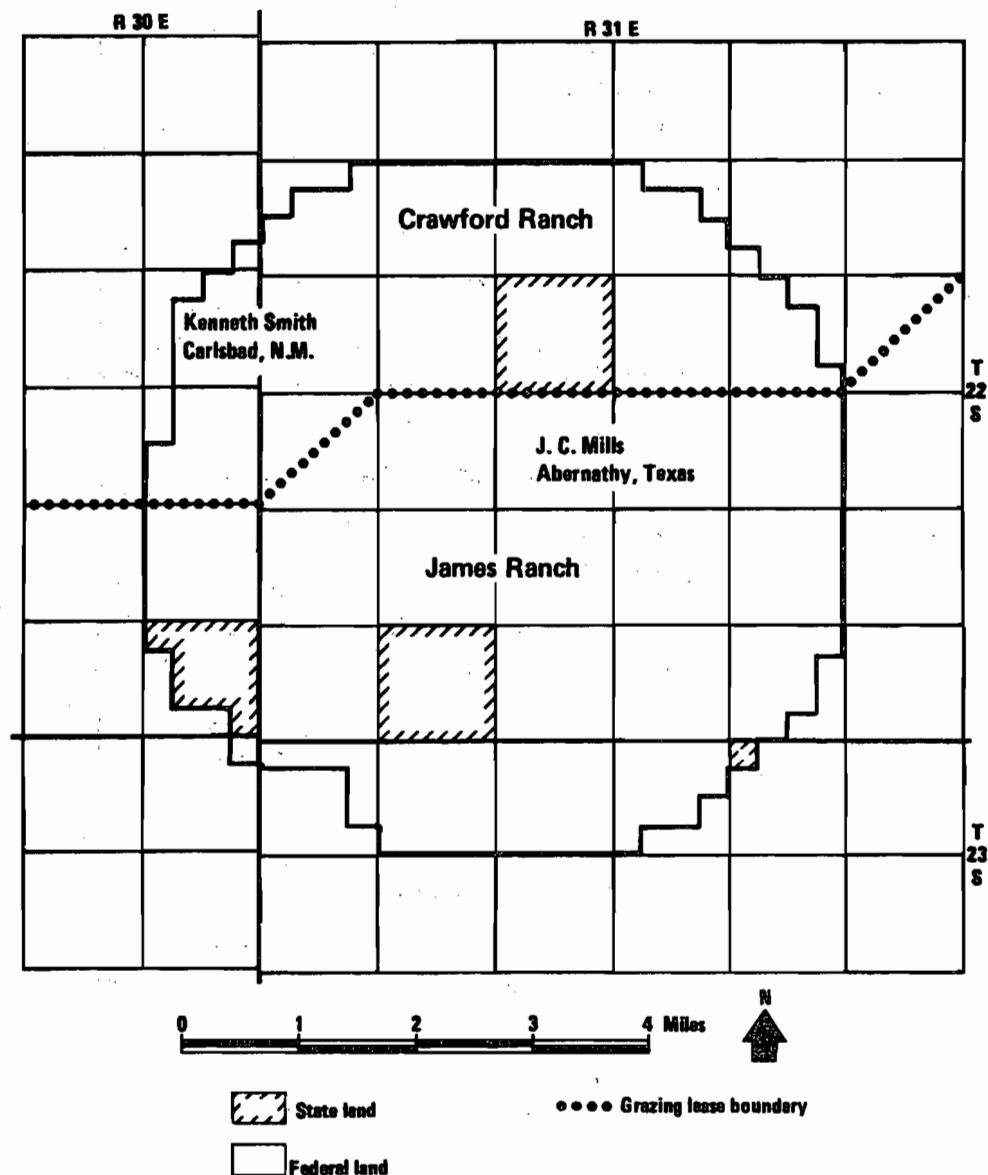 R 30 E
R 31 E
Crawford Ranch
Kenneth Smith
Carlsbad, N.M.
T
22
S
J. C. Mills
Abernathy, Texas
James Ranch
T
23
S
N
0 1 2 3 4 Miles
State land
Grazing lease boundary
Federal land